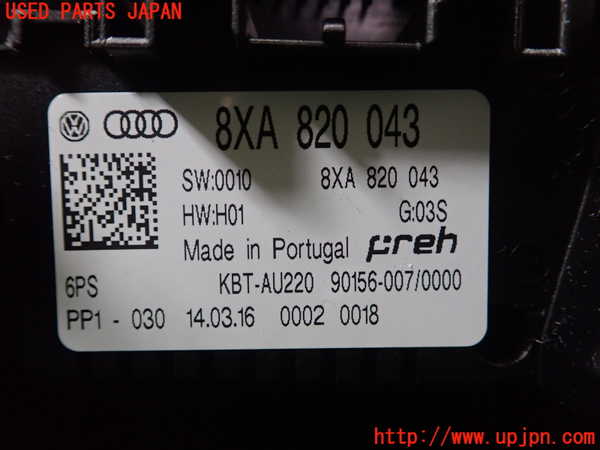 USED PARTS JAPAN
8XA 820 043
SW:0010 8XA 820 043
HW:H01 G:03S
Made in Portugal preh
6PS KBT-AU220 90156-007/0000
PP1 - 030 14.03.16 0002 0018
http://www.upjpn.com